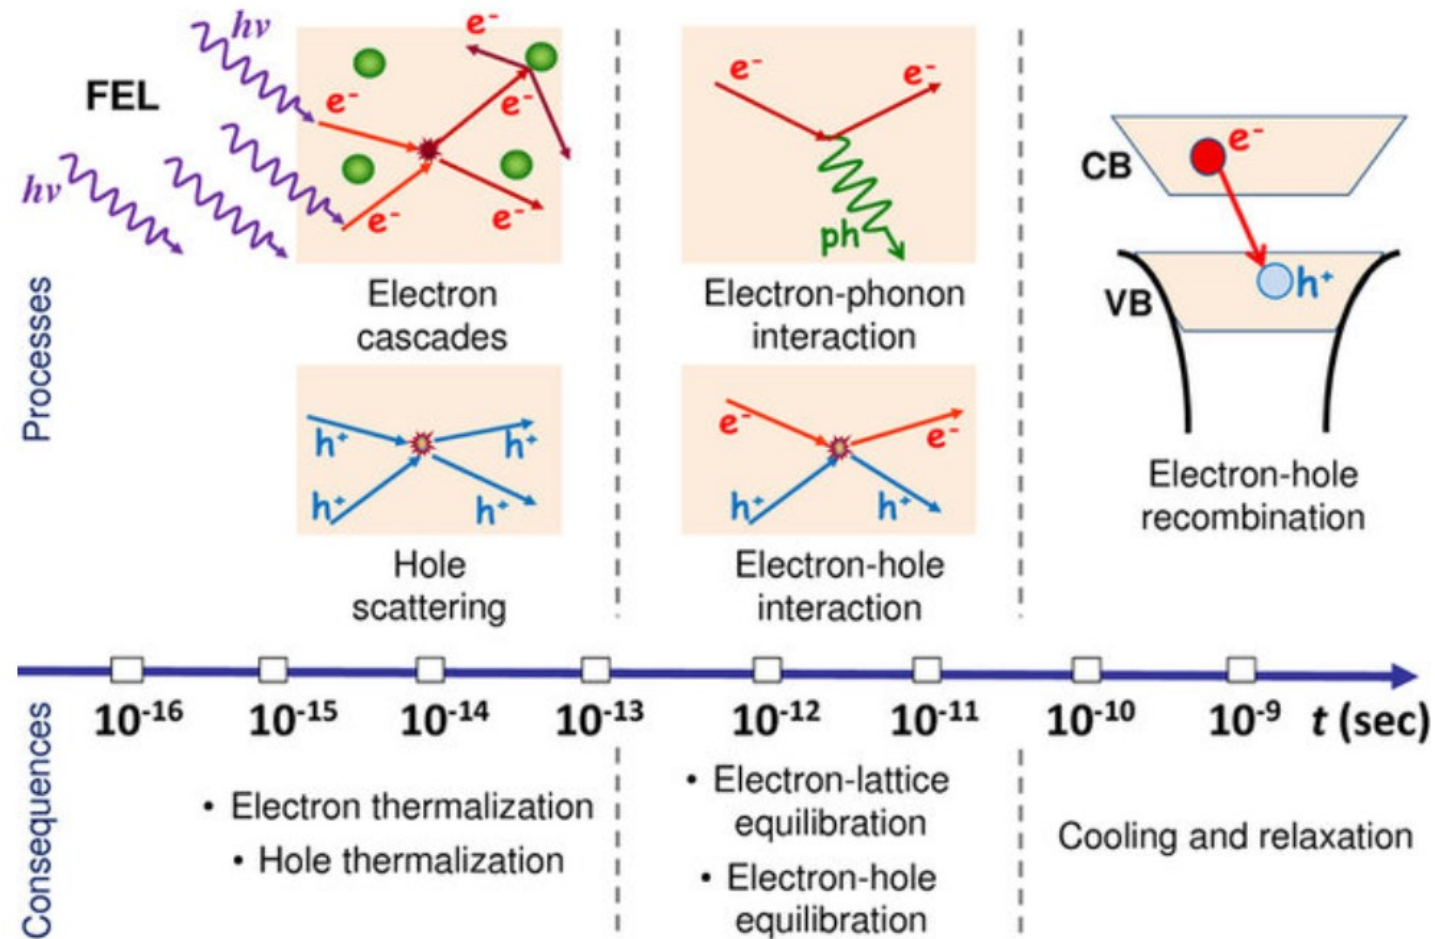 hν
FEL
hν
e⁻
e⁻
e⁻
e⁻
e⁻
Electron
cascades
h⁺
h⁺
h⁺
h⁺
Hole
scattering
e⁻
e⁻
ph
Electron-phonon
interaction
e⁻
e⁻
h⁺
h⁺
Electron-hole
interaction
CB
e⁻
VB
h⁺
Electron-hole
recombination
Processes
10⁻¹⁶ 10⁻¹⁵ 10⁻¹⁴ 10⁻¹³ 10⁻¹² 10⁻¹¹ 10⁻¹⁰ 10⁻⁹ t (sec)
Consequences
• Electron thermalization
• Hole thermalization
• Electron-lattice
equilibration
• Electron-hole
equilibration
Cooling and relaxation